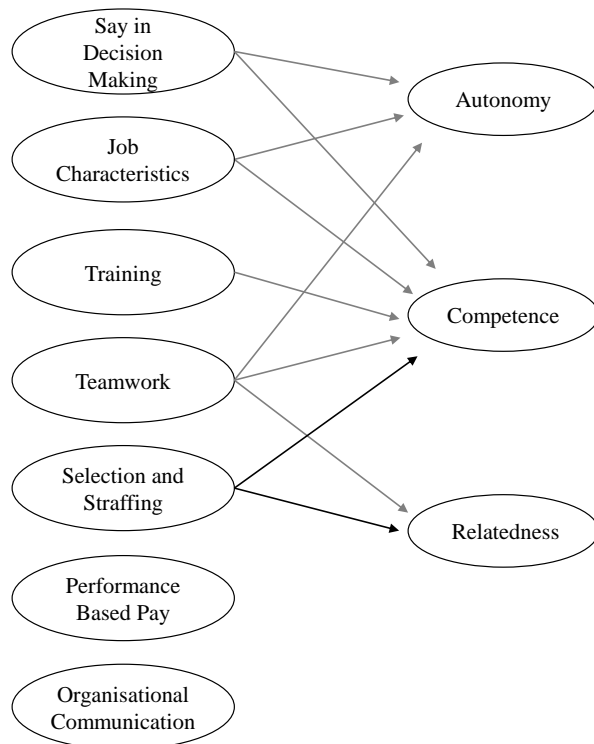 Say in
Decision
Making
Autonomy
Job
Characteristics
Training
Competence
Teamwork
Selection and
Straffing
Relatedness
Performance
Based Pay
Organisational
Communication